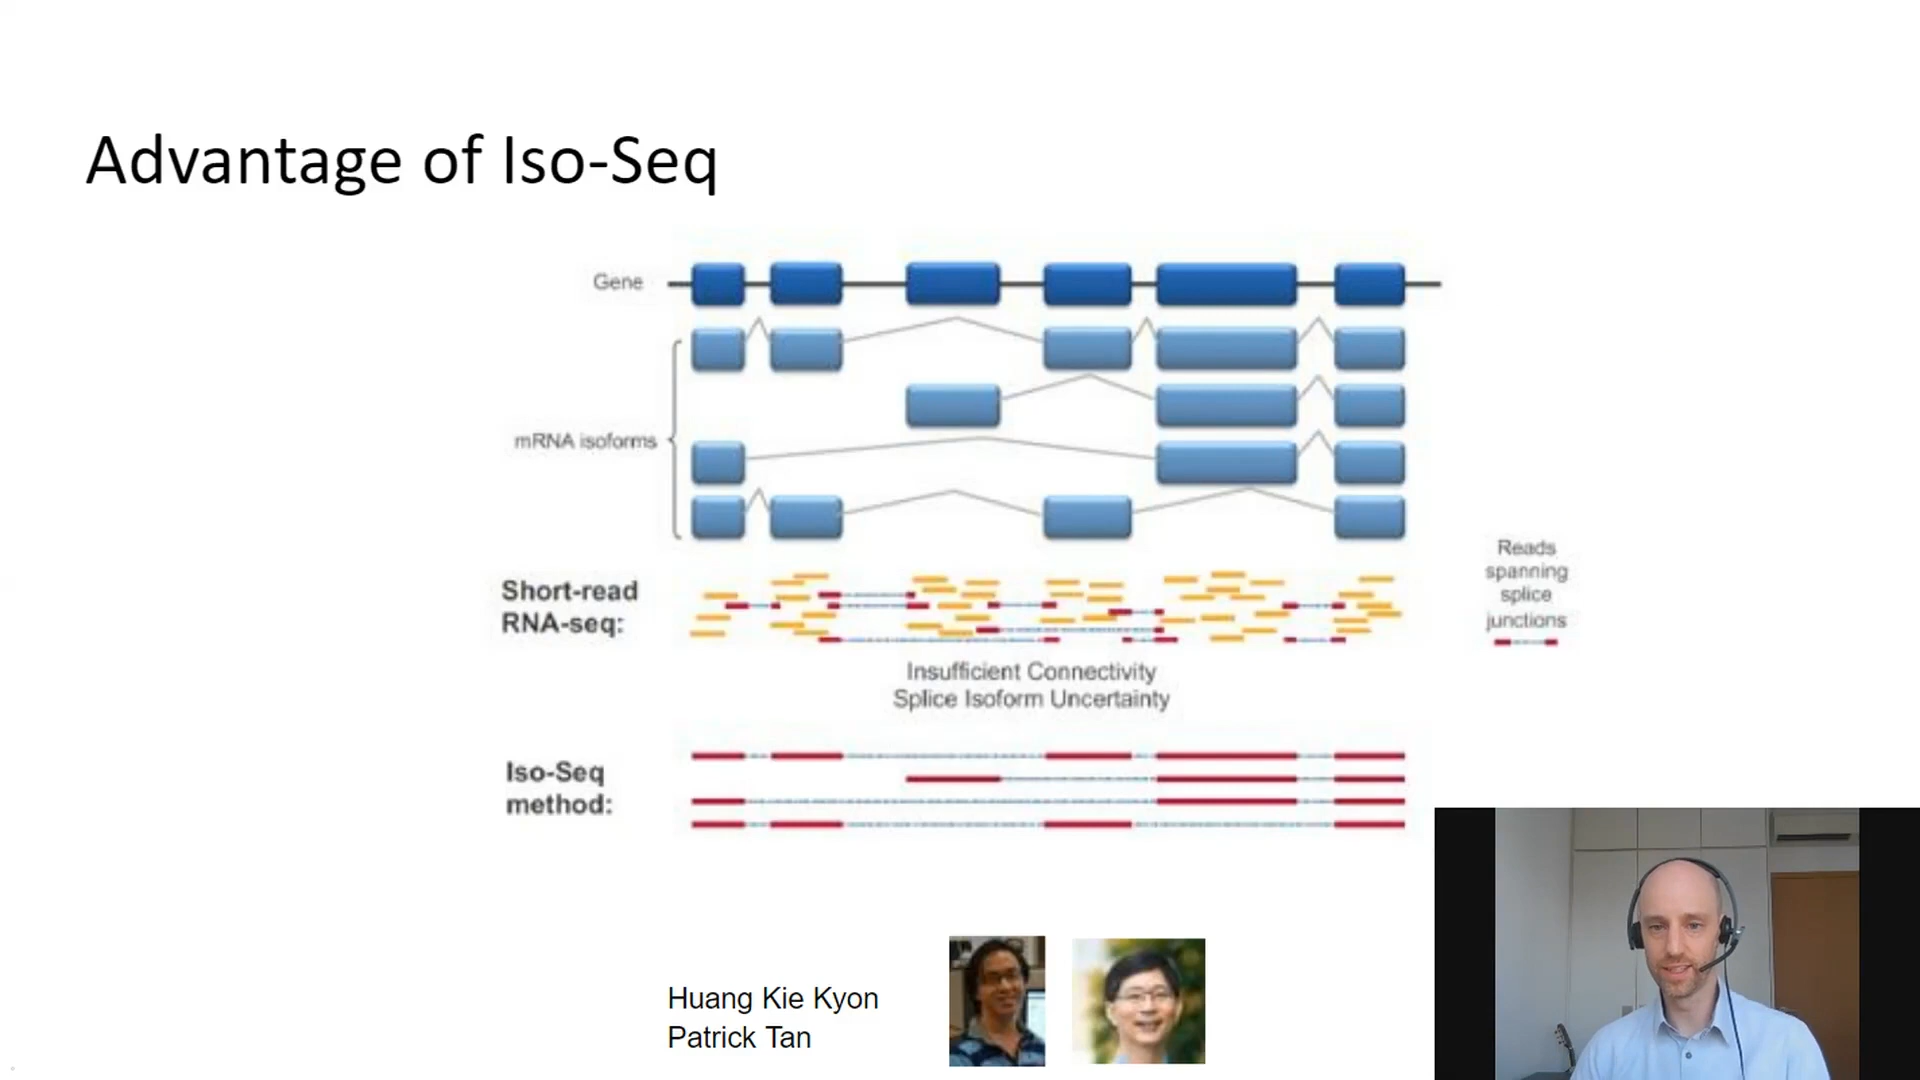 Advantage of Iso-Seq
Gene
mRNA isoforms
Short-read
RNA-seq:
Reads
spanning
splice
junctions
Insufficient Connectivity
Splice Isoform Uncertainty
Iso-Seq
method:
Huang Kie Kyon
Patrick Tan